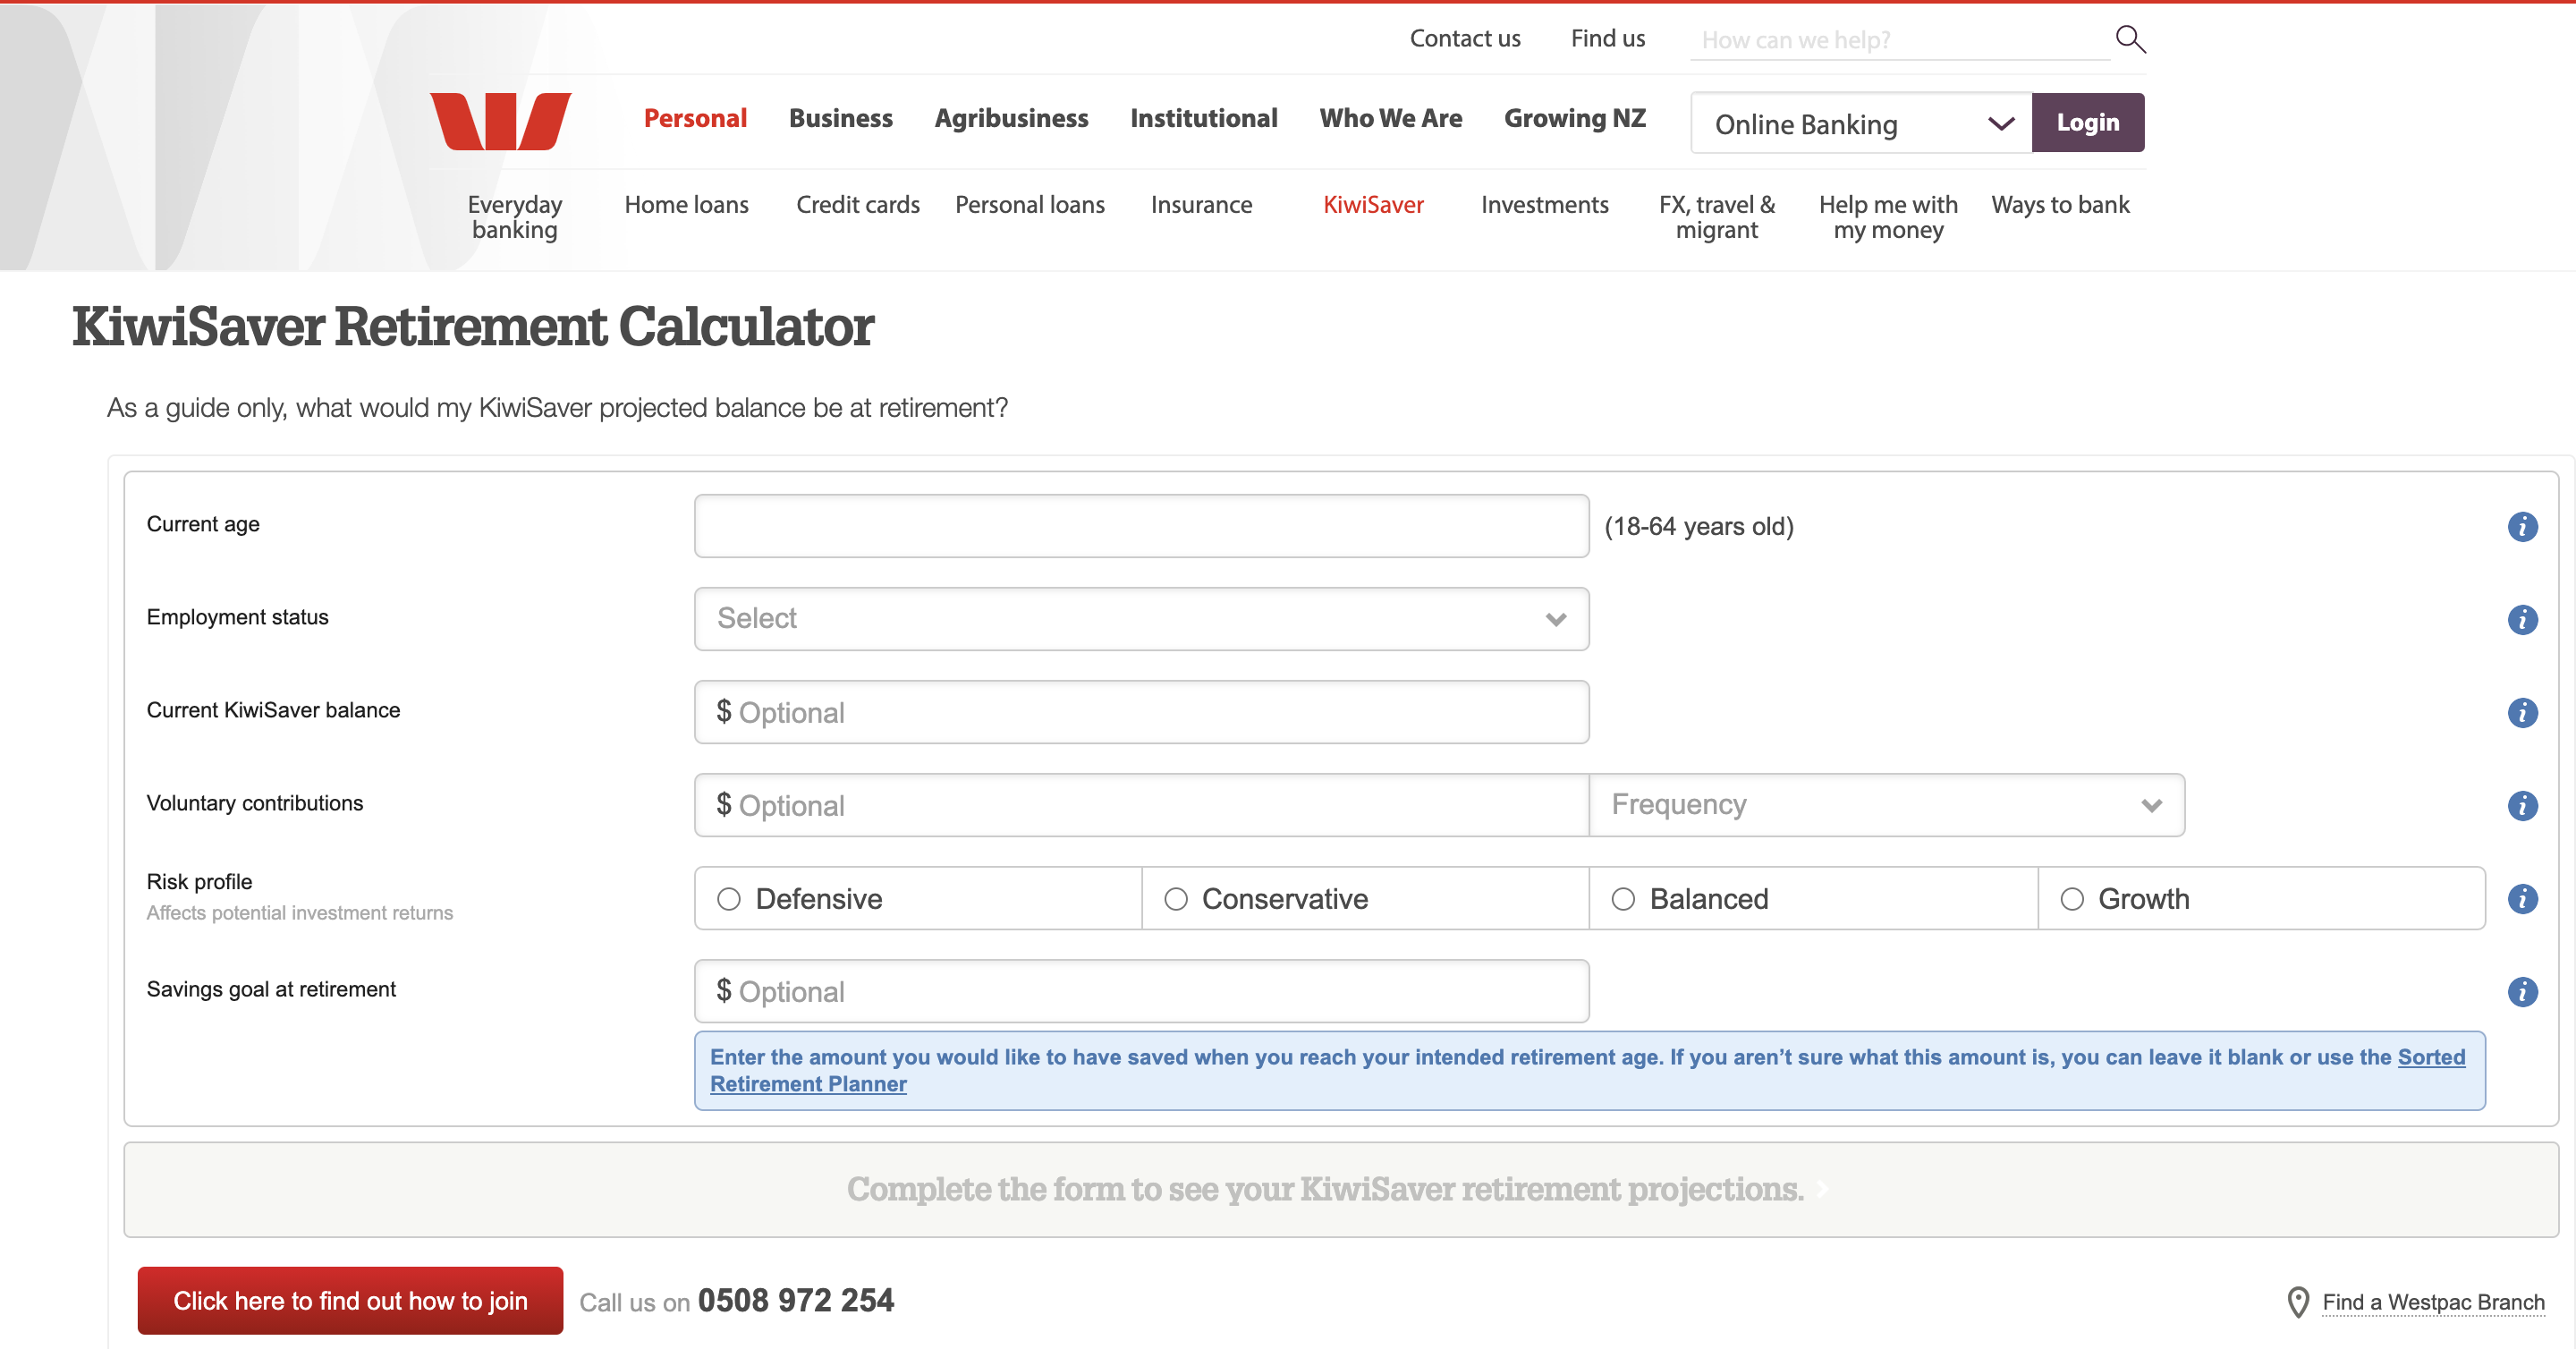 Contact us Find us How can we help?
Personal Business Agribusiness Institutional Who We Are Growing NZ Online Banking Login
Everyday banking Home loans Credit cards Personal loans Insurance KiwiSaver Investments FX, travel & migrant Help me with my money Ways to bank
KiwiSaver Retirement Calculator
As a guide only, what would my KiwiSaver projected balance be at retirement?
Current age (18-64 years old) i
Employment status Select i
Current KiwiSaver balance $ Optional i
Voluntary contributions $ Optional Frequency i
Risk profile Defensive Conservative Balanced Growth i
Affects potential investment returns
Savings goal at retirement $ Optional i
Enter the amount you would like to have saved when you reach your intended retirement age. If you aren’t sure what this amount is, you can leave it blank or use the Sorted
Retirement Planner
Complete the form to see your KiwiSaver retirement projections.
Click here to find out how to join Call us on 0508 972 254 Find a Westpac Branch